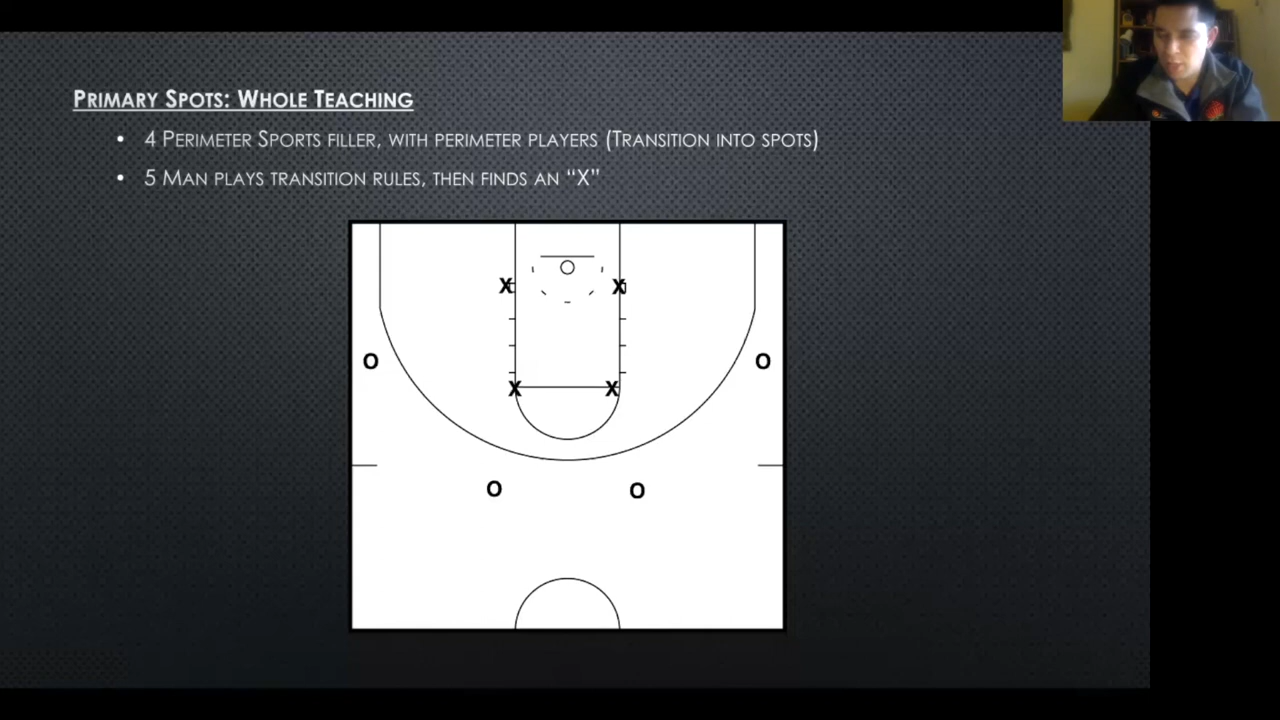 PRIMARY SPOTS: WHOLE TEACHING
• 4 PERIMETER SPORTS FILLER, WITH PERIMETER PLAYERS (TRANSITION INTO SPOTS)
• 5 MAN PLAYS TRANSITION RULES, THEN FINDS AN “X”
X X
O O
X X
O O